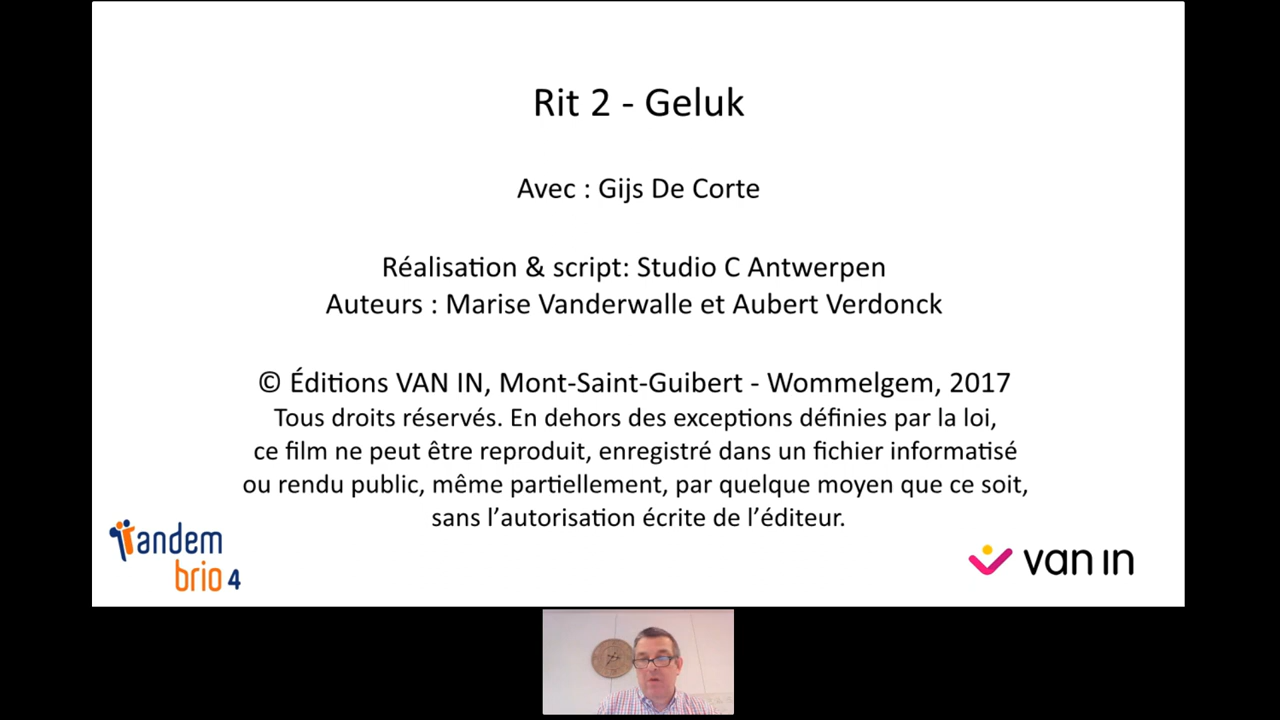 Rit 2 - Geluk
Avec : Gijs De Corte
Réalisation & script: Studio C Antwerpen
Auteurs : Marise Vanderwalle et Aubert Verdonck
© Éditions VAN IN, Mont-Saint-Guibert - Wommelgem, 2017
Tous droits réservés. En dehors des exceptions définies par la loi,
ce film ne peut être reproduit, enregistré dans un fichier informatisé
ou rendu public, même partiellement, par quelque moyen que ce soit,
sans l’autorisation écrite de l’éditeur.
Tandem
brio 4
van in